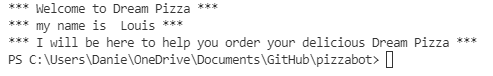 *** Welcome to Dream Pizza ***
*** my name is  Louis ***
*** I will be here to help you order your delicious Dream Pizza ***
PS C:\Users\Danie\OneDrive\Documents\GitHub\pizzabot>